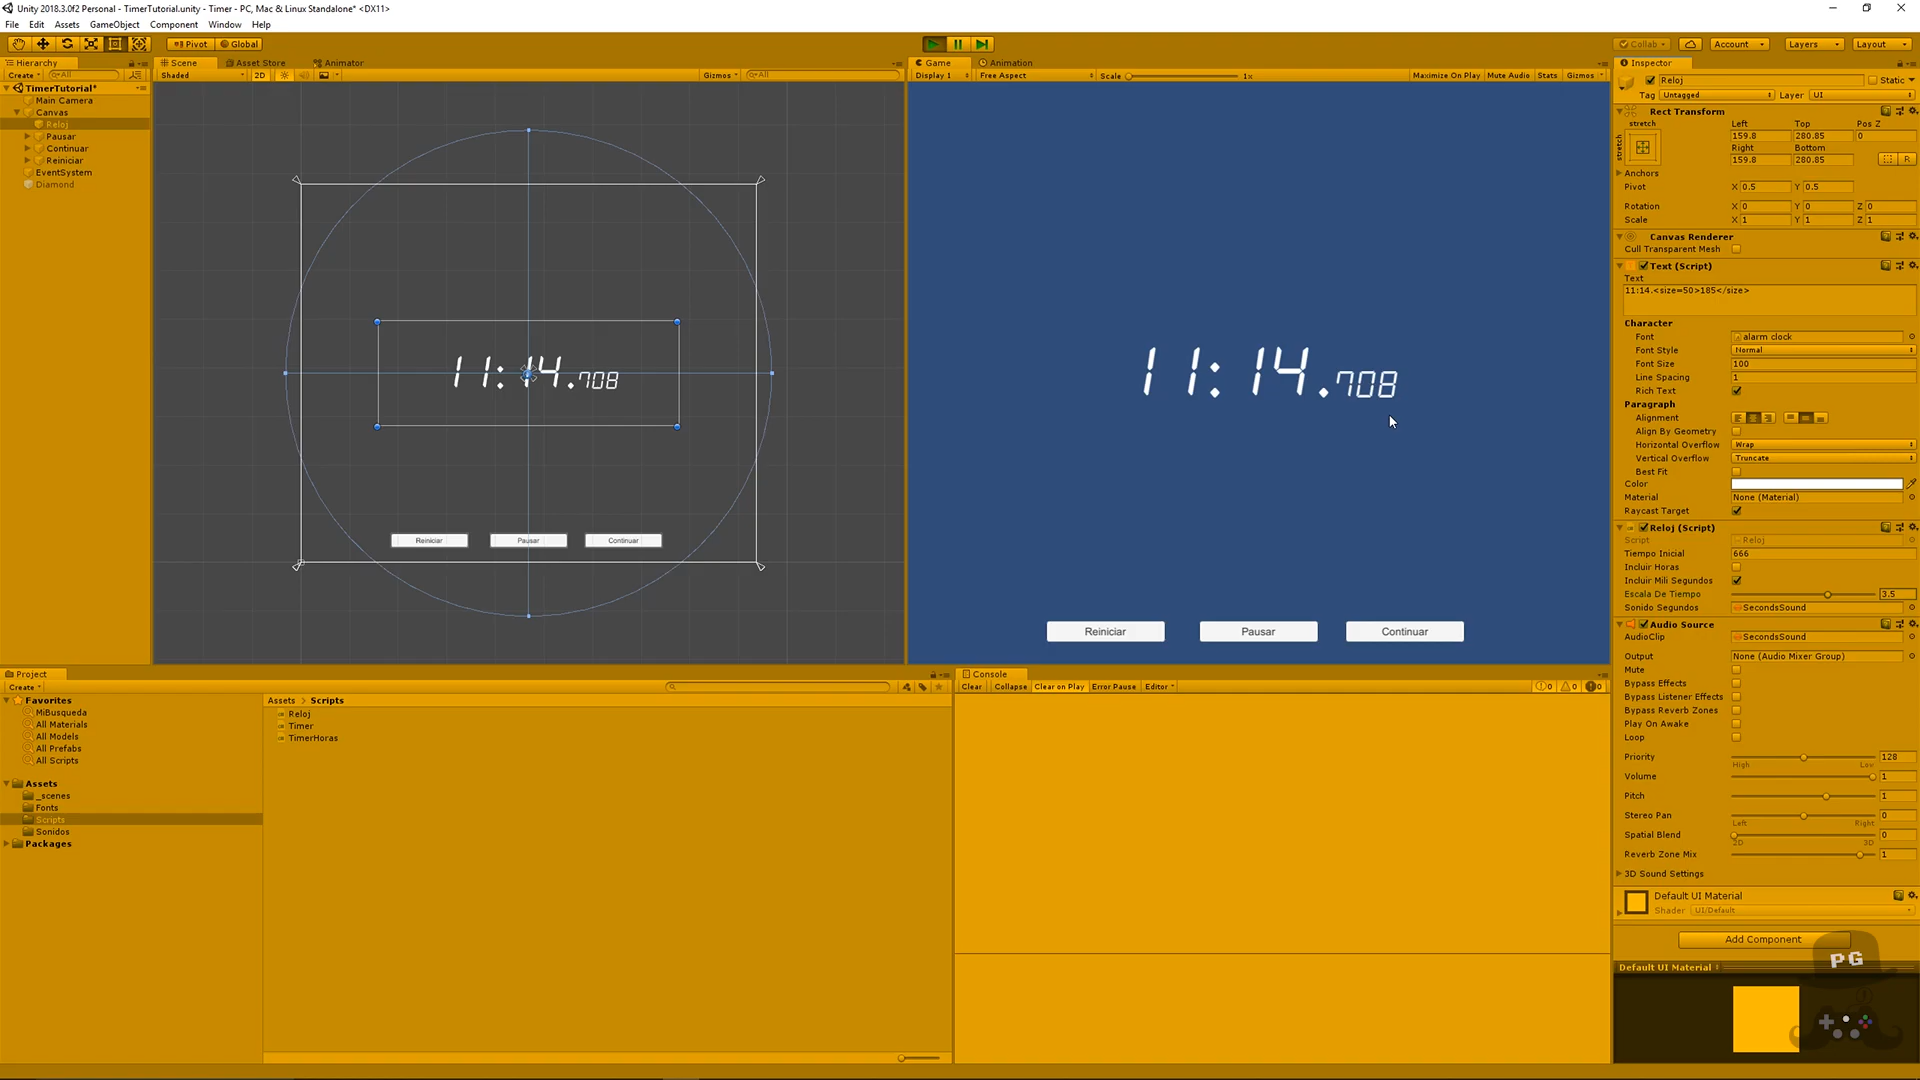 Unity 2018.3.0f2 Personal - TimerTutorial.unity - Timer - PC, Mac & Linux Standalone* <DX11>
File Edit Assets GameObject Component Window Help
Pivot Global
Collab Account Layers Layout
Hierarchy
Create All
TimerTutorial*
Main Camera
Canvas
Reloj
Pausar
Continuar
Reiniciar
EventSystem
Diamond
Scene Asset Store Animator
Shaded 2D Gizmos All
11:14.708
Reiniciar Pausar Continuar
Game Animation
Display 1 Free Aspect Scale 1x Maximize On Play Mute Audio Stats Gizmos
11:14.708
Reiniciar Pausar Continuar
Inspector
Reloj Static
Tag Untagged Layer UI
Rect Transform
stretch Left Top Pos Z
stretch 159.8 280.85 0
Right Bottom
159.8 280.85 R
Anchors
Pivot X 0.5 Y 0.5
Rotation X 0 Y 0 Z 0
Scale X 1 Y 1 Z 1
Canvas Renderer
Cull Transparent Mesh
Text (Script)
Text
11:14.<size=50>185</size>
Character
Font alarm clock
Font Style Normal
Font Size 100
Line Spacing 1
Rich Text
Paragraph
Alignment
Align By Geometry
Horizontal Overflow Wrap
Vertical Overflow Truncate
Best Fit
Color
Material None (Material)
Raycast Target
Reloj (Script)
Script Reloj
Tiempo Inicial 666
Incluir Horas
Incluir Mili Segundos
Escala De Tiempo 3.5
Sonido Segundos SecondsSound
Audio Source
AudioClip SecondsSound
Output None (Audio Mixer Group)
Mute
Bypass Effects
Bypass Listener Effects
Bypass Reverb Zones
Play On Awake
Loop
Priority 128
High Low
Volume 1
Pitch 1
Stereo Pan 0
Left Right
Spatial Blend 0
2D 3D
Reverb Zone Mix 1
3D Sound Settings
Default UI Material
Shader UI/Default
Add Component
Default UI Material
PG
Project
Create
Favorites
MiBusqueda
All Materials
All Models
All Prefabs
All Scripts
Assets
_scenes
Fonts
Scripts
Sonidos
Packages
Assets Scripts
Reloj
Timer
TimerHoras
Console
Clear Collapse Clear on Play Error Pause Editor 0 0 0